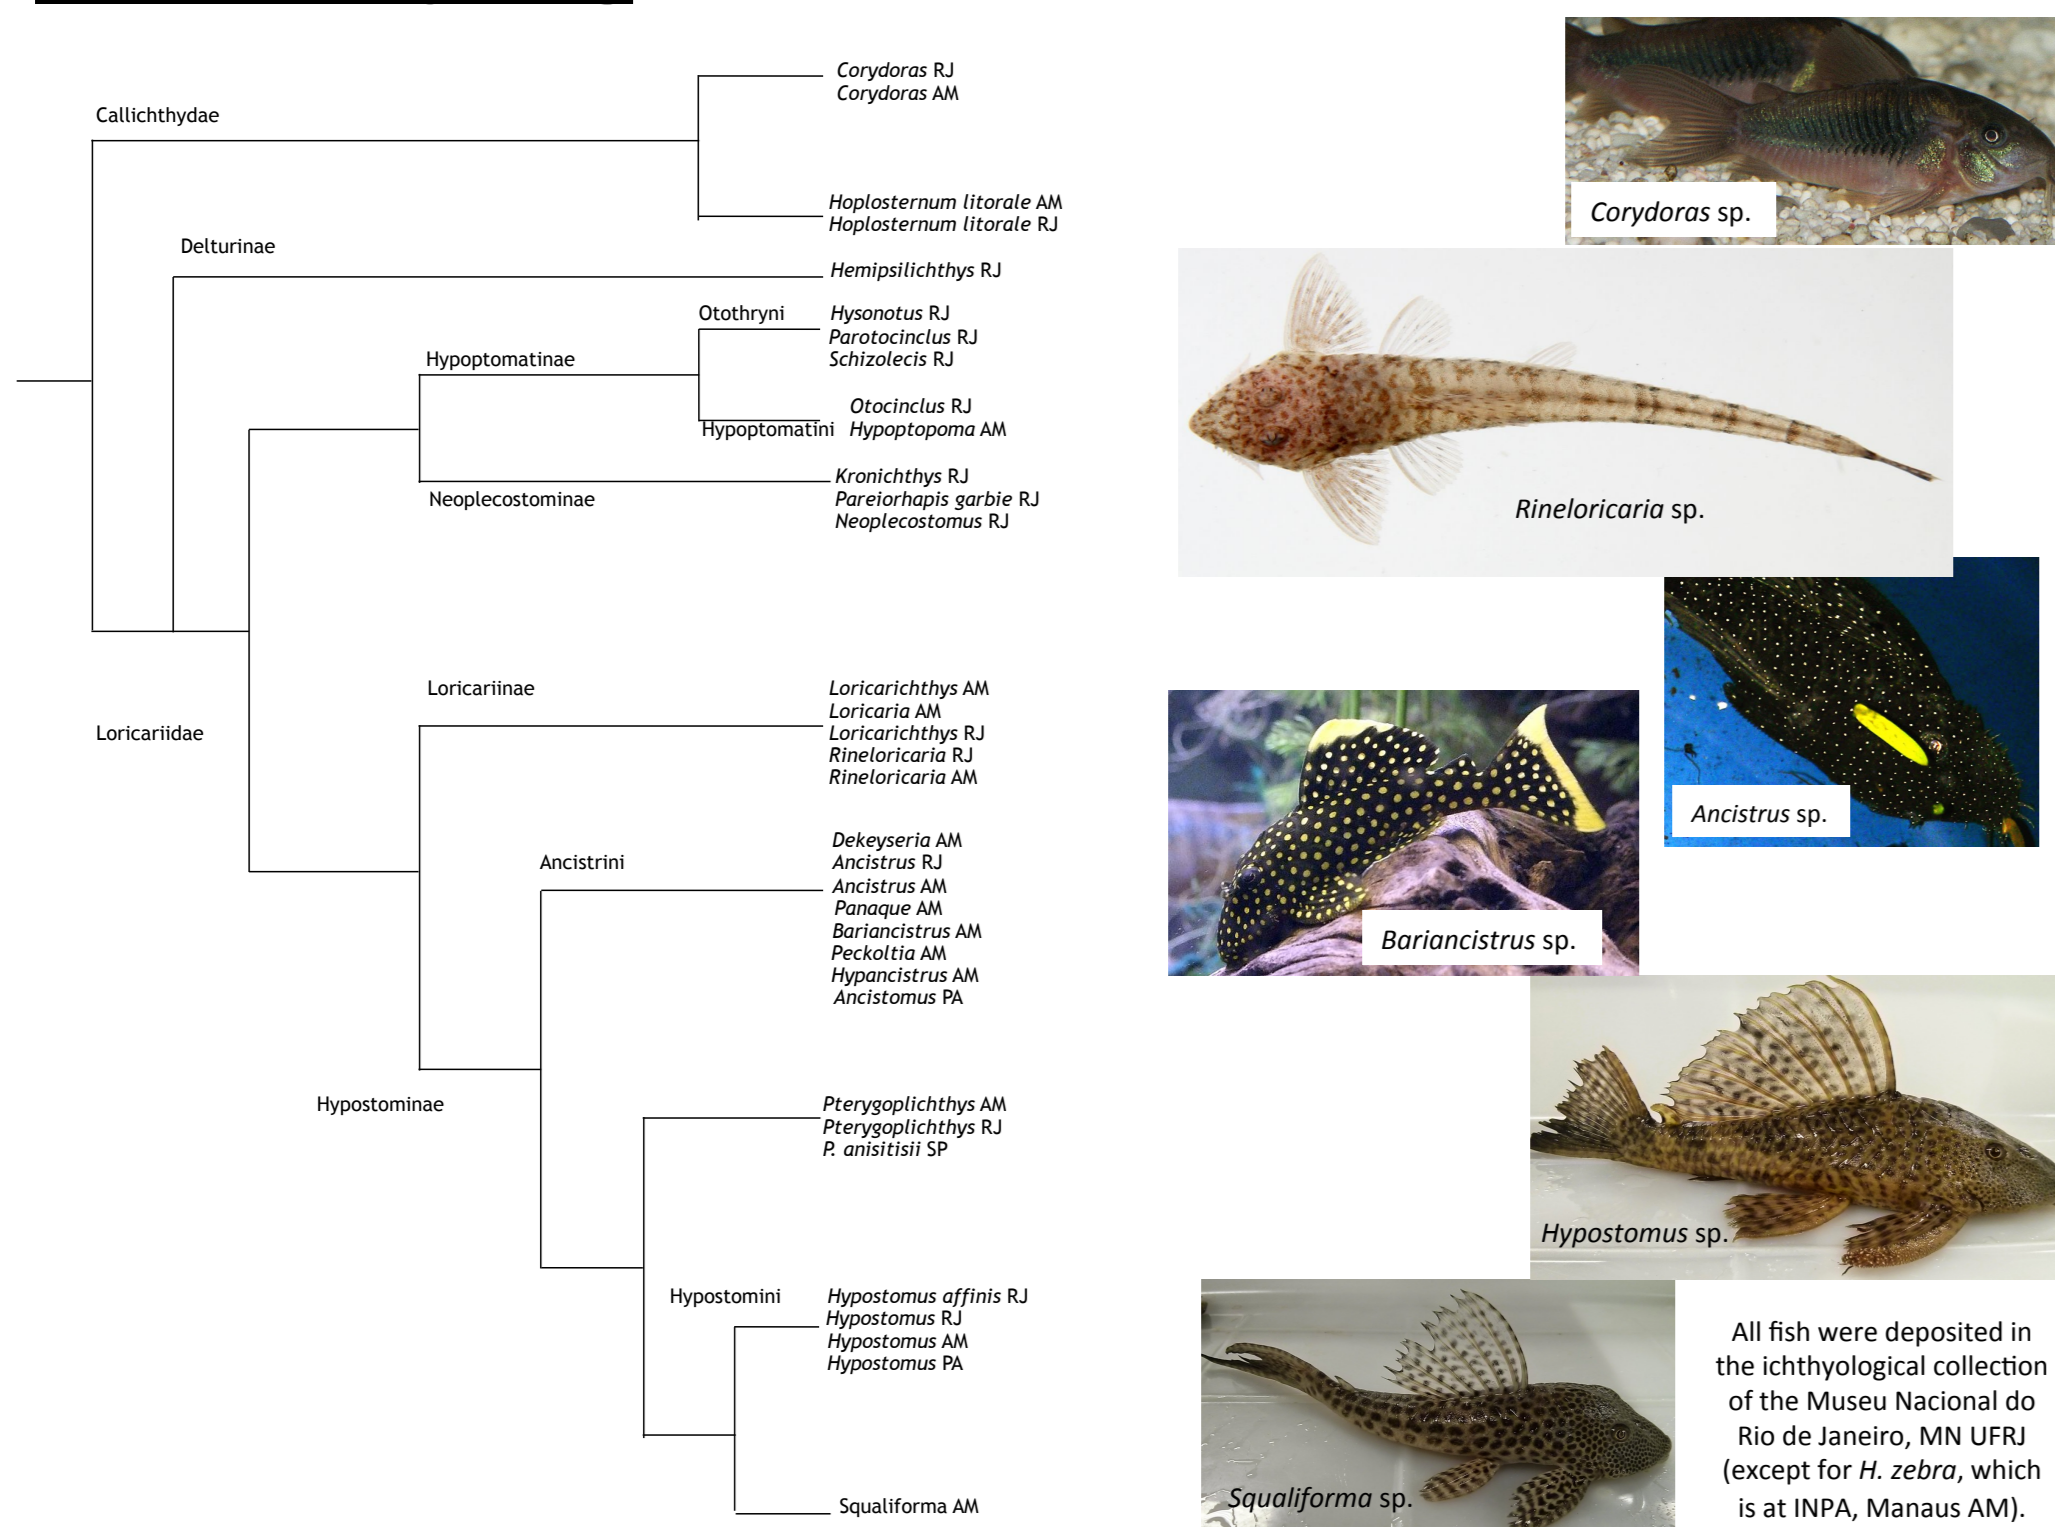 Callichthydae
Corydoras RJ
Corydoras AM
Hoplosternum litorale AM
Hoplosternum litorale RJ
Delturinae
Hemipsilichthys RJ
Otothryni
Hysonotus RJ
Parotocinclus RJ
Schizolecis RJ
Hypoptomatinae
Otocinclus RJ
Hypoptomatini
Hypoptopoma AM
Kronichthys RJ
Pareiorhapis garbie RJ
Neoplecostomus RJ
Neoplecostominae
Loricariidae
Loricariinae
Loricarichthys AM
Loricaria AM
Loricarichthys RJ
Rineloricaria RJ
Rineloricaria AM
Ancistrini
Dekeyseria AM
Ancistrus RJ
Ancistrus AM
Panaque AM
Bariancistrus AM
Peckoltia AM
Hypancistrus AM
Ancistomus PA
Hypostominae
Pterygoplichthys AM
Pterygoplichthys RJ
P. anisitisii SP
Hypostomini
Hypostomus affinis RJ
Hypostomus RJ
Hypostomus AM
Hypostomus PA
Squaliforma AM
Corydoras sp.
Rineloricaria sp.
Ancistrus sp.
Bariancistrus sp.
Hypostomus sp.
Squaliforma sp.
All fish were deposited in
the ichthyological collection
of the Museu Nacional do
Rio de Janeiro, MN UFRJ
(except for H. zebra, which
is at INPA, Manaus AM).